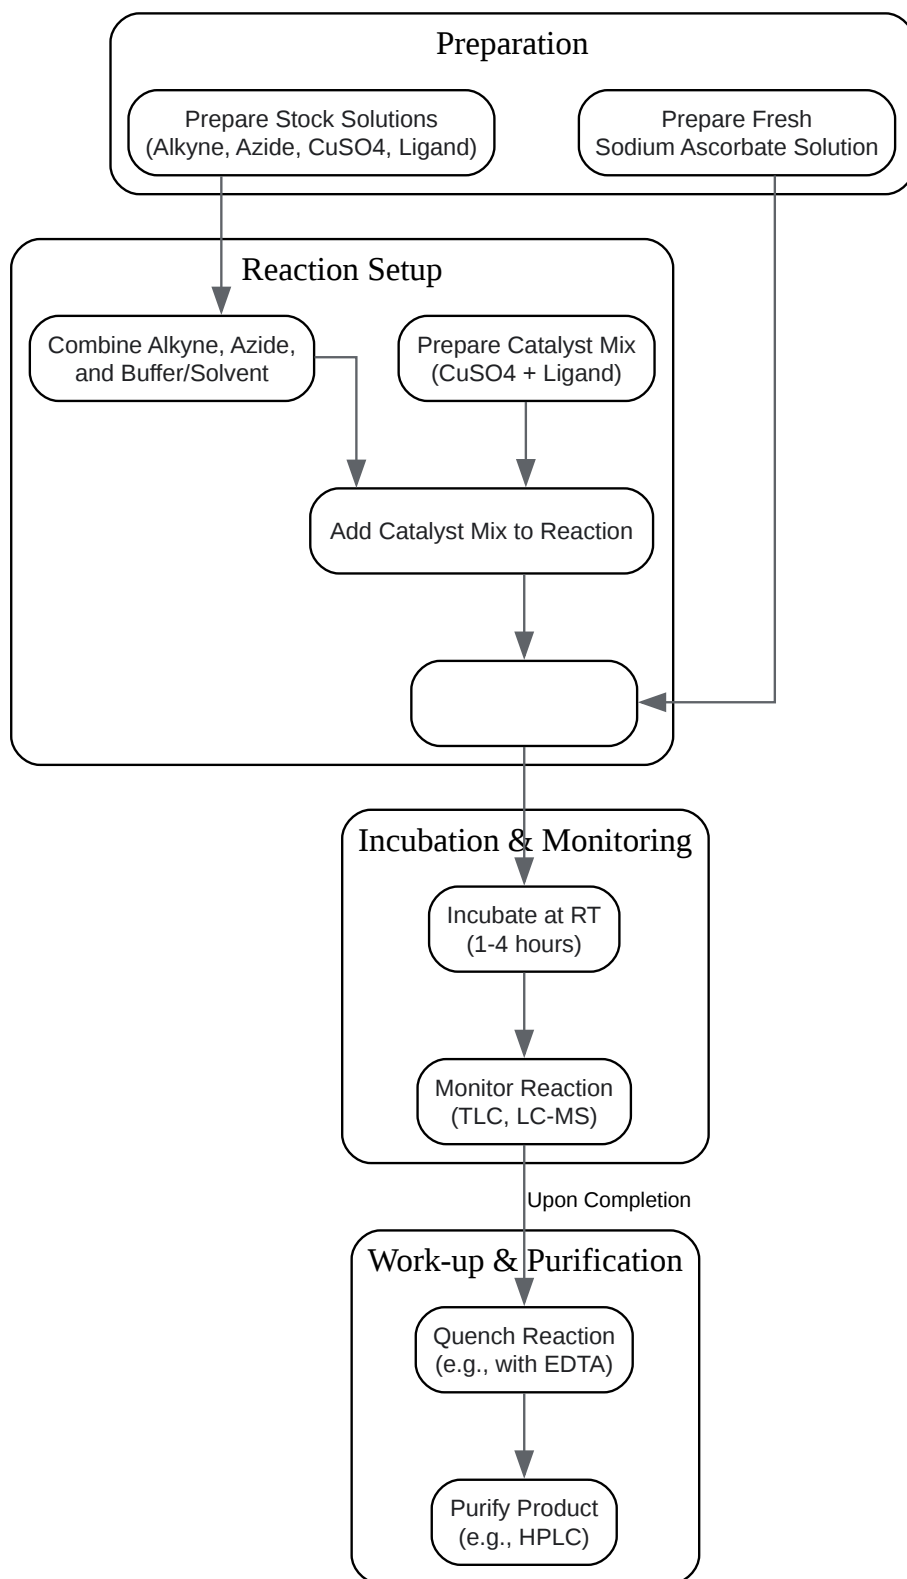 Preparation
Prepare Stock Solutions
(Alkyne, Azide, CuSO4, Ligand)
Prepare Fresh
Sodium Ascorbate Solution
Reaction Setup
Combine Alkyne, Azide,
and Buffer/Solvent
Prepare Catalyst Mix
(CuSO4 + Ligand)
Add Catalyst Mix to Reaction
Incubation & Monitoring
Incubate at RT
(1-4 hours)
Monitor Reaction
(TLC, LC-MS)
Upon Completion
Work-up & Purification
Quench Reaction
(e.g., with EDTA)
Purify Product
(e.g., HPLC)